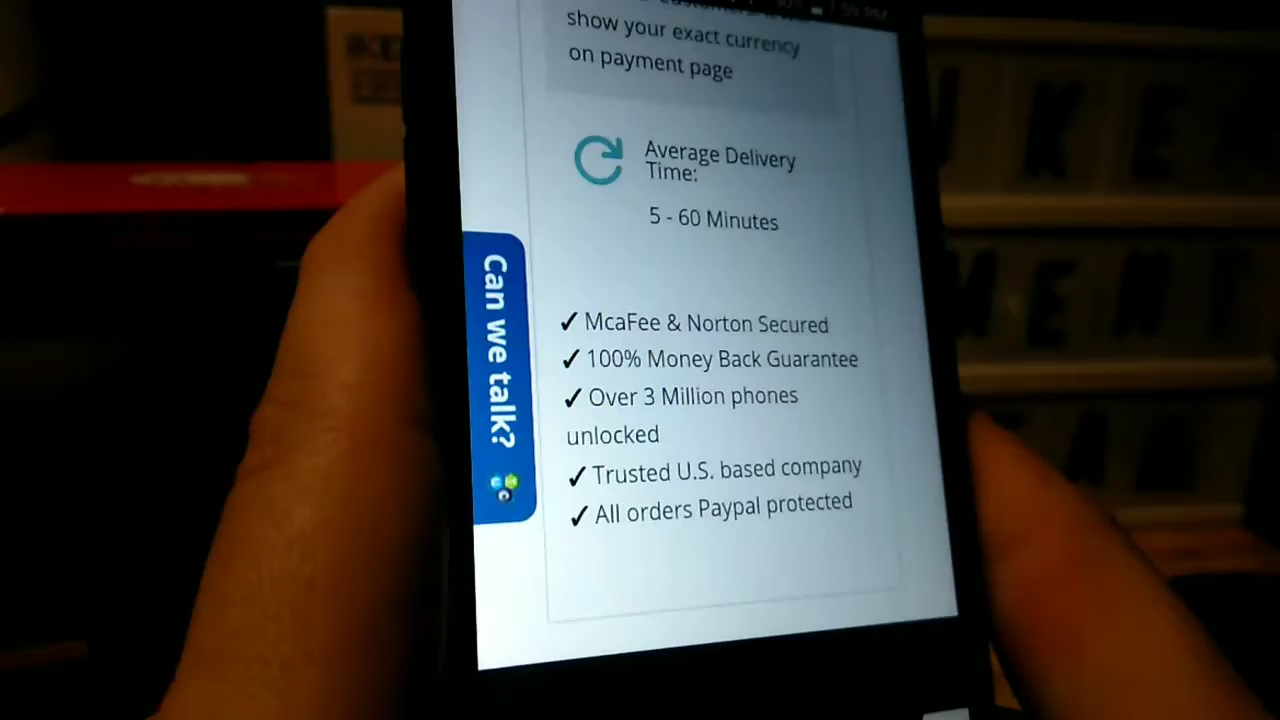 show your exact currency
on payment page
Average Delivery
Time:
5 - 60 Minutes
Can we talk?
✓ McAfee & Norton Secured
✓ 100% Money Back Guarantee
✓ Over 3 Million phones
unlocked
✓ Trusted U.S. based company
✓ All orders Paypal protected